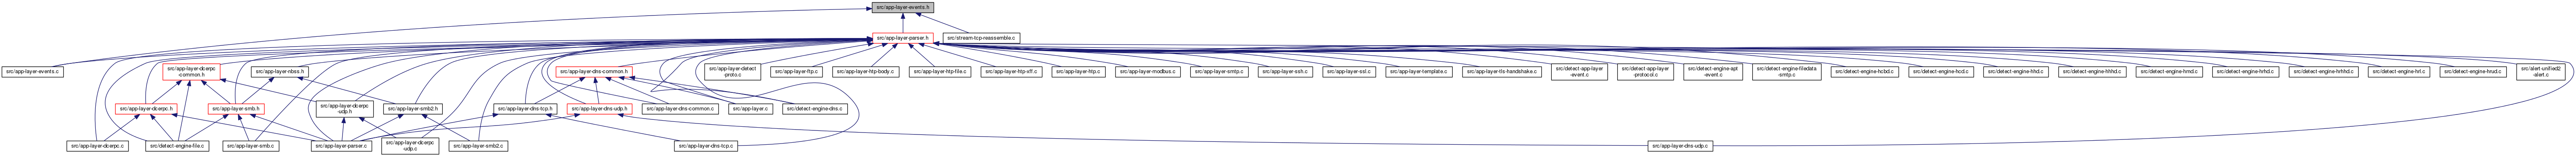 src/app-layer-events.h
src/app-layer-parser.h
src/stream-tcp-reassemble.c
src/app-layer-events.c
src/app-layer-dcerpc
-common.h
src/app-layer-nbss.h
src/app-layer-dns-common.h
src/app-layer-detect
-proto.c
src/app-layer-ftp.c
src/app-layer-htp-body.c
src/app-layer-htp-file.c
src/app-layer-htp-xff.c
src/app-layer-htp.c
src/app-layer-modbus.c
src/app-layer-smtp.c
src/app-layer-ssh.c
src/app-layer-ssl.c
src/app-layer-template.c
src/app-layer-tls-handshake.c
src/detect-app-layer
-event.c
src/detect-app-layer
-protocol.c
src/detect-engine-apt
-event.c
src/detect-engine-filedata
-smtp.c
src/detect-engine-hcbd.c
src/detect-engine-hcd.c
src/detect-engine-hhd.c
src/detect-engine-hhhd.c
src/detect-engine-hmd.c
src/detect-engine-hrhd.c
src/detect-engine-hrhhd.c
src/detect-engine-hrl.c
src/detect-engine-hrud.c
src/alert-unified2
-alert.c
src/app-layer-dcerpc.h
src/app-layer-smb.h
src/app-layer-dcerpc
-udp.h
src/app-layer-smb2.h
src/app-layer-dns-tcp.h
src/app-layer-dns-udp.h
src/app-layer-dns-common.c
src/app-layer.c
src/detect-engine-dns.c
src/app-layer-dcerpc.c
src/detect-engine-file.c
src/app-layer-smb.c
src/app-layer-parser.c
src/app-layer-dcerpc
-udp.c
src/app-layer-smb2.c
src/app-layer-dns-tcp.c
src/app-layer-dns-udp.c